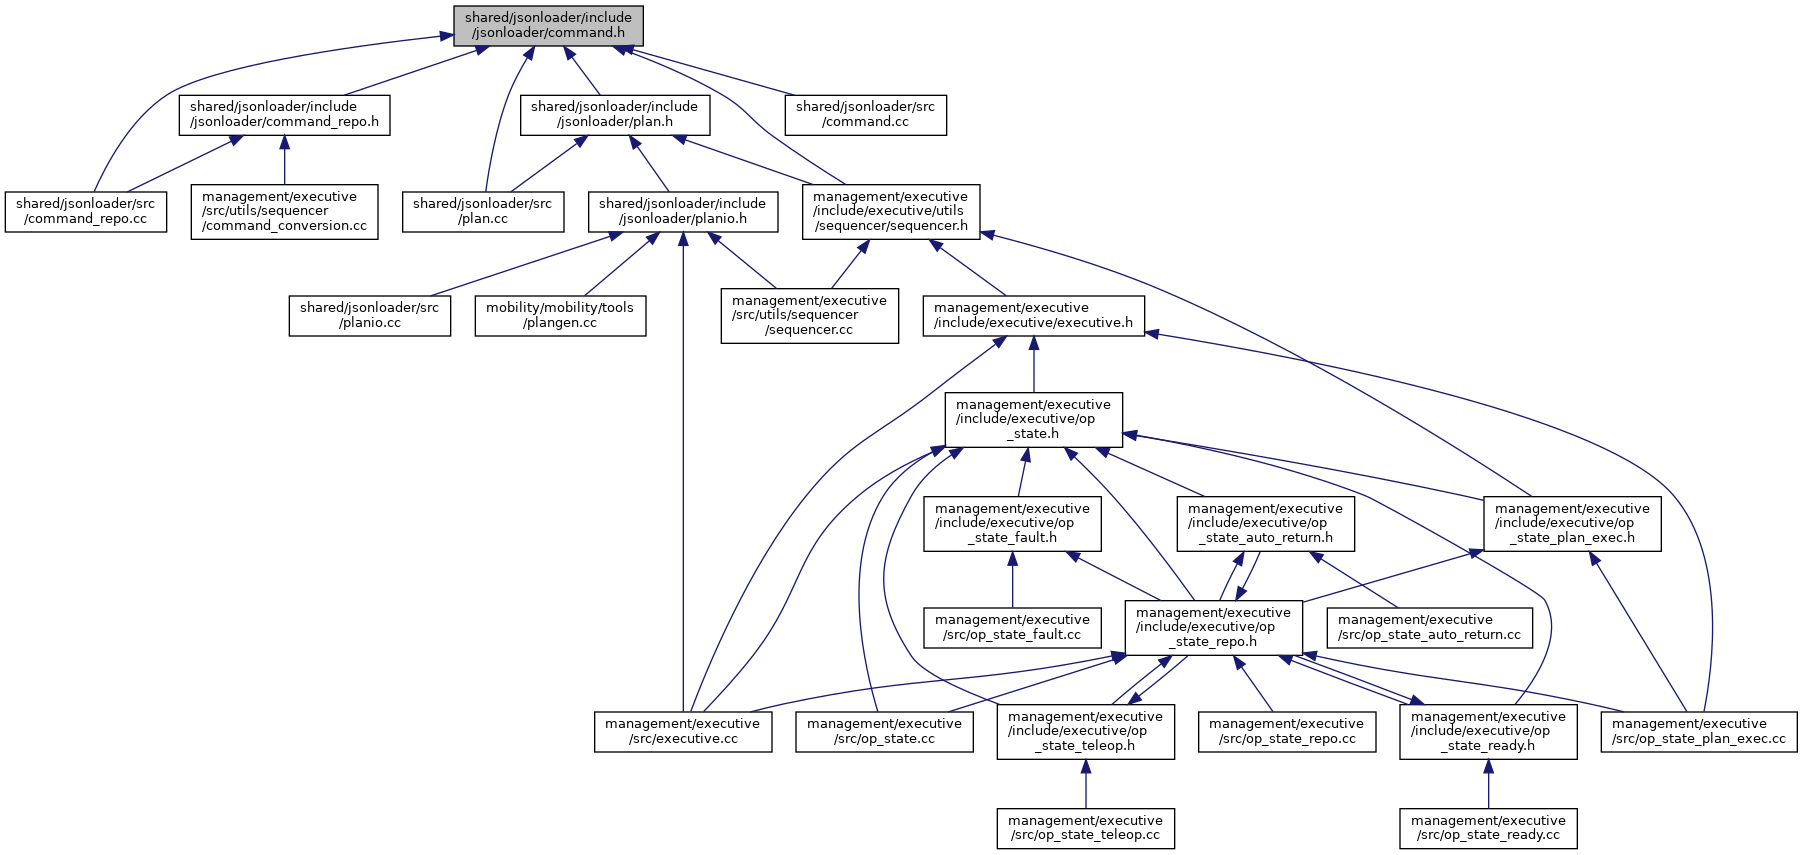 shared/jsonloader/include
/jsonloader/command.h
shared/jsonloader/include
/jsonloader/command_repo.h
shared/jsonloader/include
/jsonloader/plan.h
shared/jsonloader/src
/command.cc
shared/jsonloader/src
/command_repo.cc
management/executive
/src/utils/sequencer
/command_conversion.cc
shared/jsonloader/src
/plan.cc
shared/jsonloader/include
/jsonloader/planio.h
management/executive
/include/executive/utils
/sequencer/sequencer.h
shared/jsonloader/src
/planio.cc
mobility/mobility/tools
/plangen.cc
management/executive
/src/utils/sequencer
/sequencer.cc
management/executive
/include/executive/executive.h
management/executive
/include/executive/op
_state.h
management/executive
/include/executive/op
_state_fault.h
management/executive
/include/executive/op
_state_auto_return.h
management/executive
/include/executive/op
_state_plan_exec.h
management/executive
/src/op_state_fault.cc
management/executive
/include/executive/op
_state_repo.h
management/executive
/src/op_state_auto_return.cc
management/executive
/src/executive.cc
management/executive
/src/op_state.cc
management/executive
/include/executive/op
_state_teleop.h
management/executive
/src/op_state_repo.cc
management/executive
/include/executive/op
_state_ready.h
management/executive
/src/op_state_plan_exec.cc
management/executive
/src/op_state_teleop.cc
management/executive
/src/op_state_ready.cc